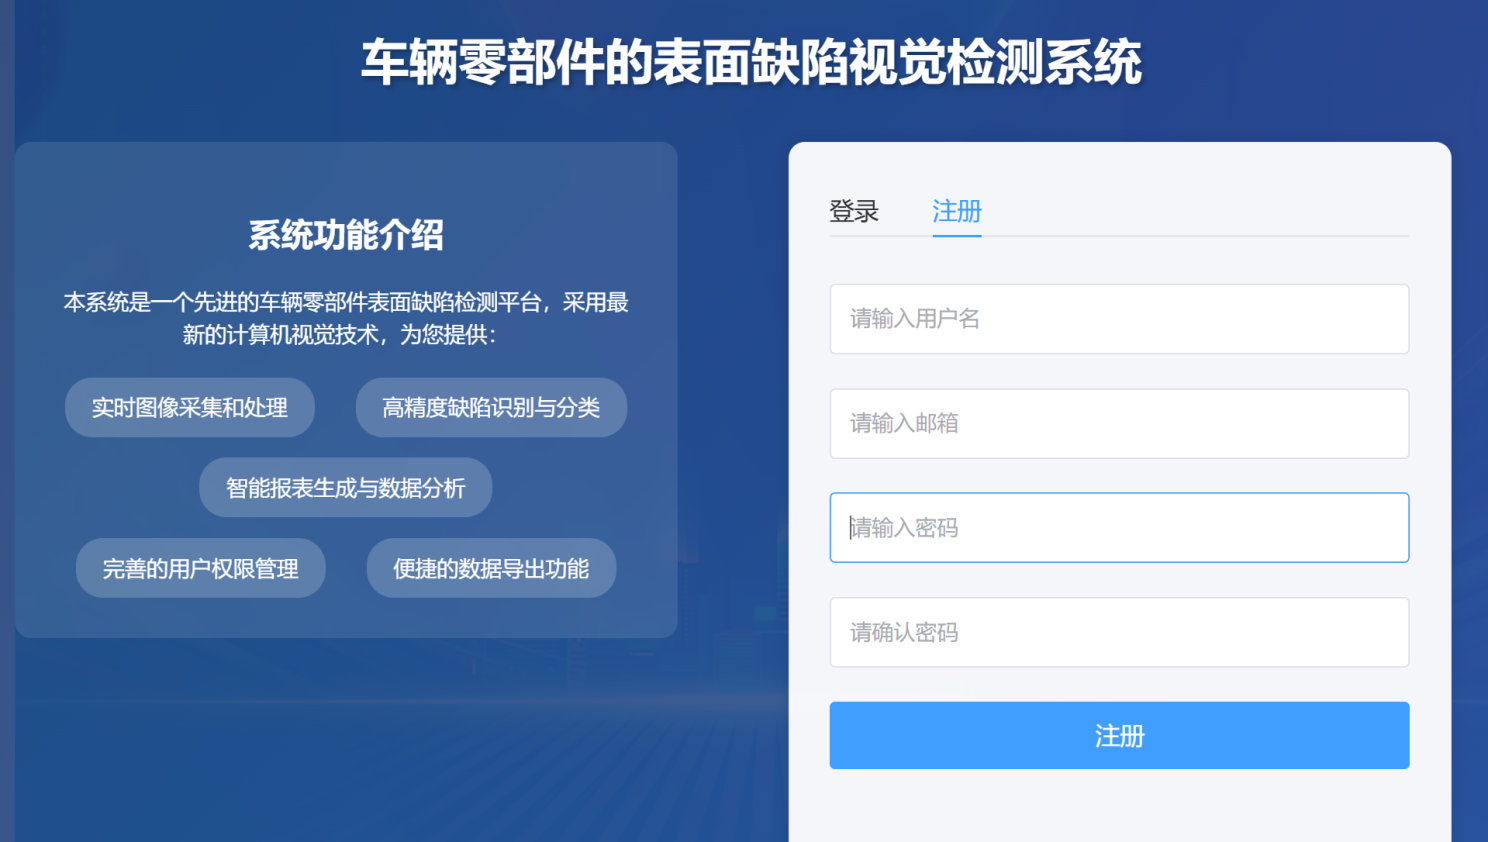 车辆零部件的表面缺陷视觉检测系统
系统功能介绍
本系统是一个先进的车辆零部件表面缺陷检测平台，采用最
新的计算机视觉技术，为您提供：
实时图像采集和处理
高精度缺陷识别与分类
智能报表生成与数据分析
完善的用户权限管理
便捷的数据导出功能
登录
注册
请输入用户名
请输入邮箱
请输入密码
请确认密码
注册